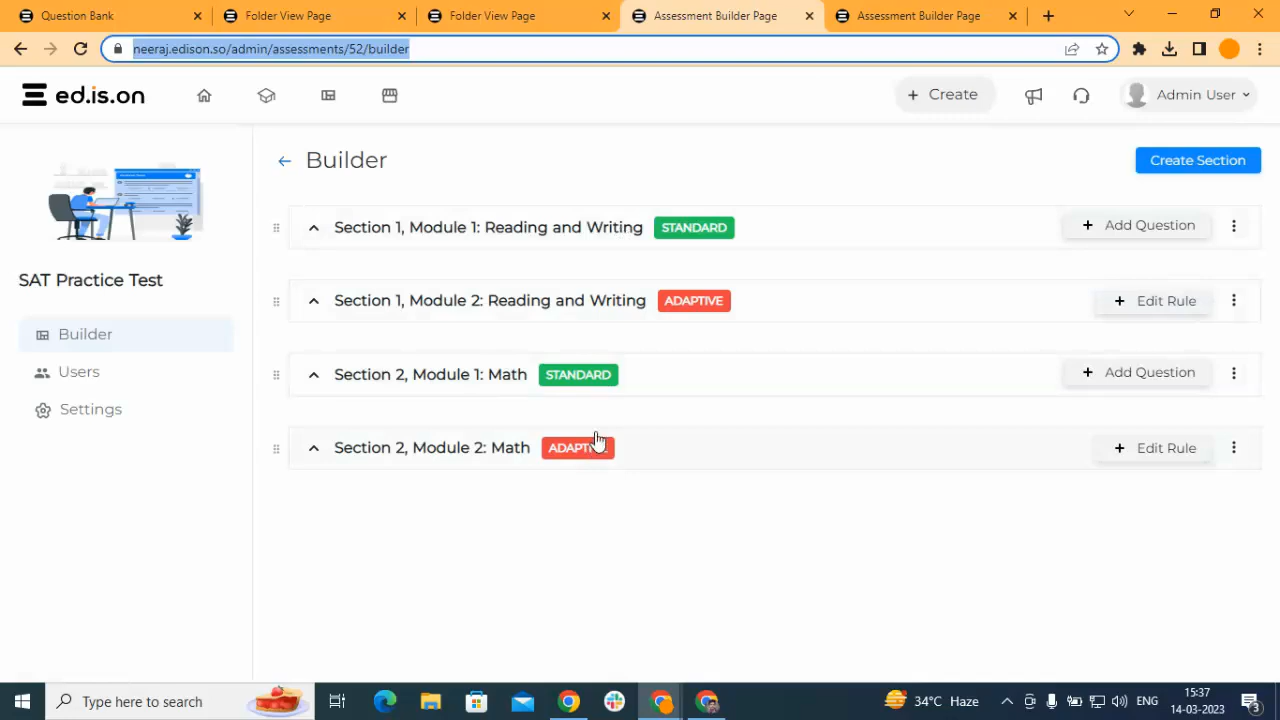 Question Bank
Folder View Page
Folder View Page
Assessment Builder Page
Assessment Builder Page
neeraj.edison.so/admin/assessments/52/builder
ed.is.on
+ Create
Admin User
Builder
Create Section
Section 1, Module 1: Reading and Writing STANDARD
+ Add Question
SAT Practice Test
Section 1, Module 2: Reading and Writing ADAPTIVE
+ Edit Rule
Builder
Users
Section 2, Module 1: Math STANDARD
+ Add Question
Settings
Section 2, Module 2: Math
+ Edit Rule
Type here to search
34°C Haze
ENG
15:37
14-03-2023
3